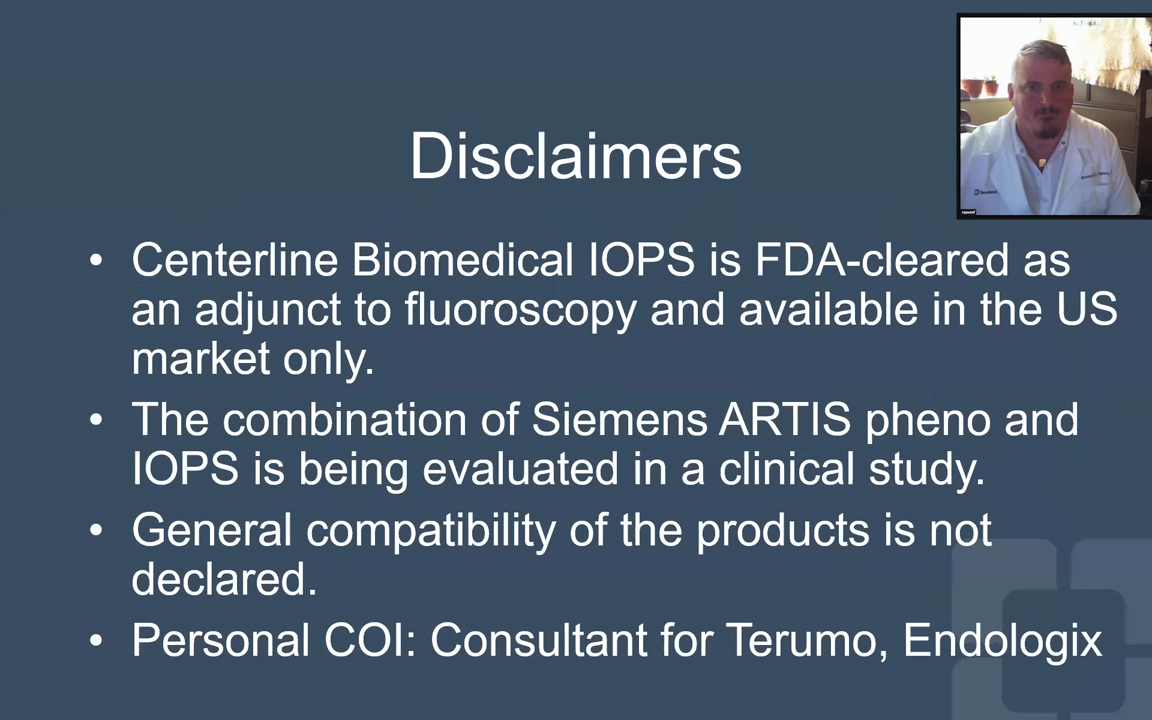 Disclaimers
• Centerline Biomedical IOPS is FDA-cleared as
an adjunct to fluoroscopy and available in the US
market only.
• The combination of Siemens ARTIS pheno and
IOPS is being evaluated in a clinical study.
• General compatibility of the products is not
declared.
• Personal COI: Consultant for Terumo, Endologix